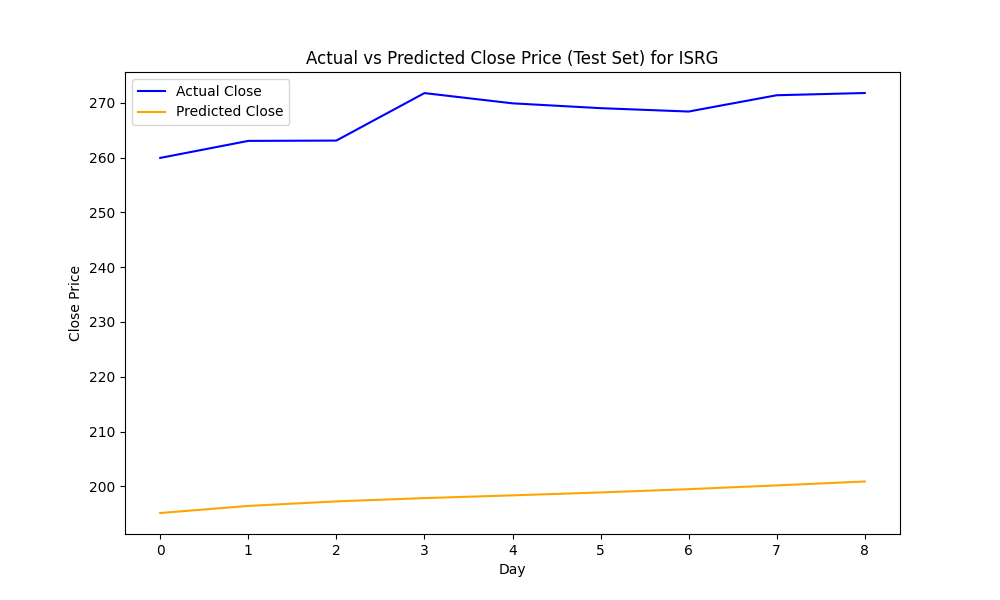 Actual vs Predicted Close Price (Test Set) for ISRG
Actual Close
Predicted Close
Close Price
270
260
250
240
230
220
210
200
0 1 2 3 4 5 6 7 8
Day